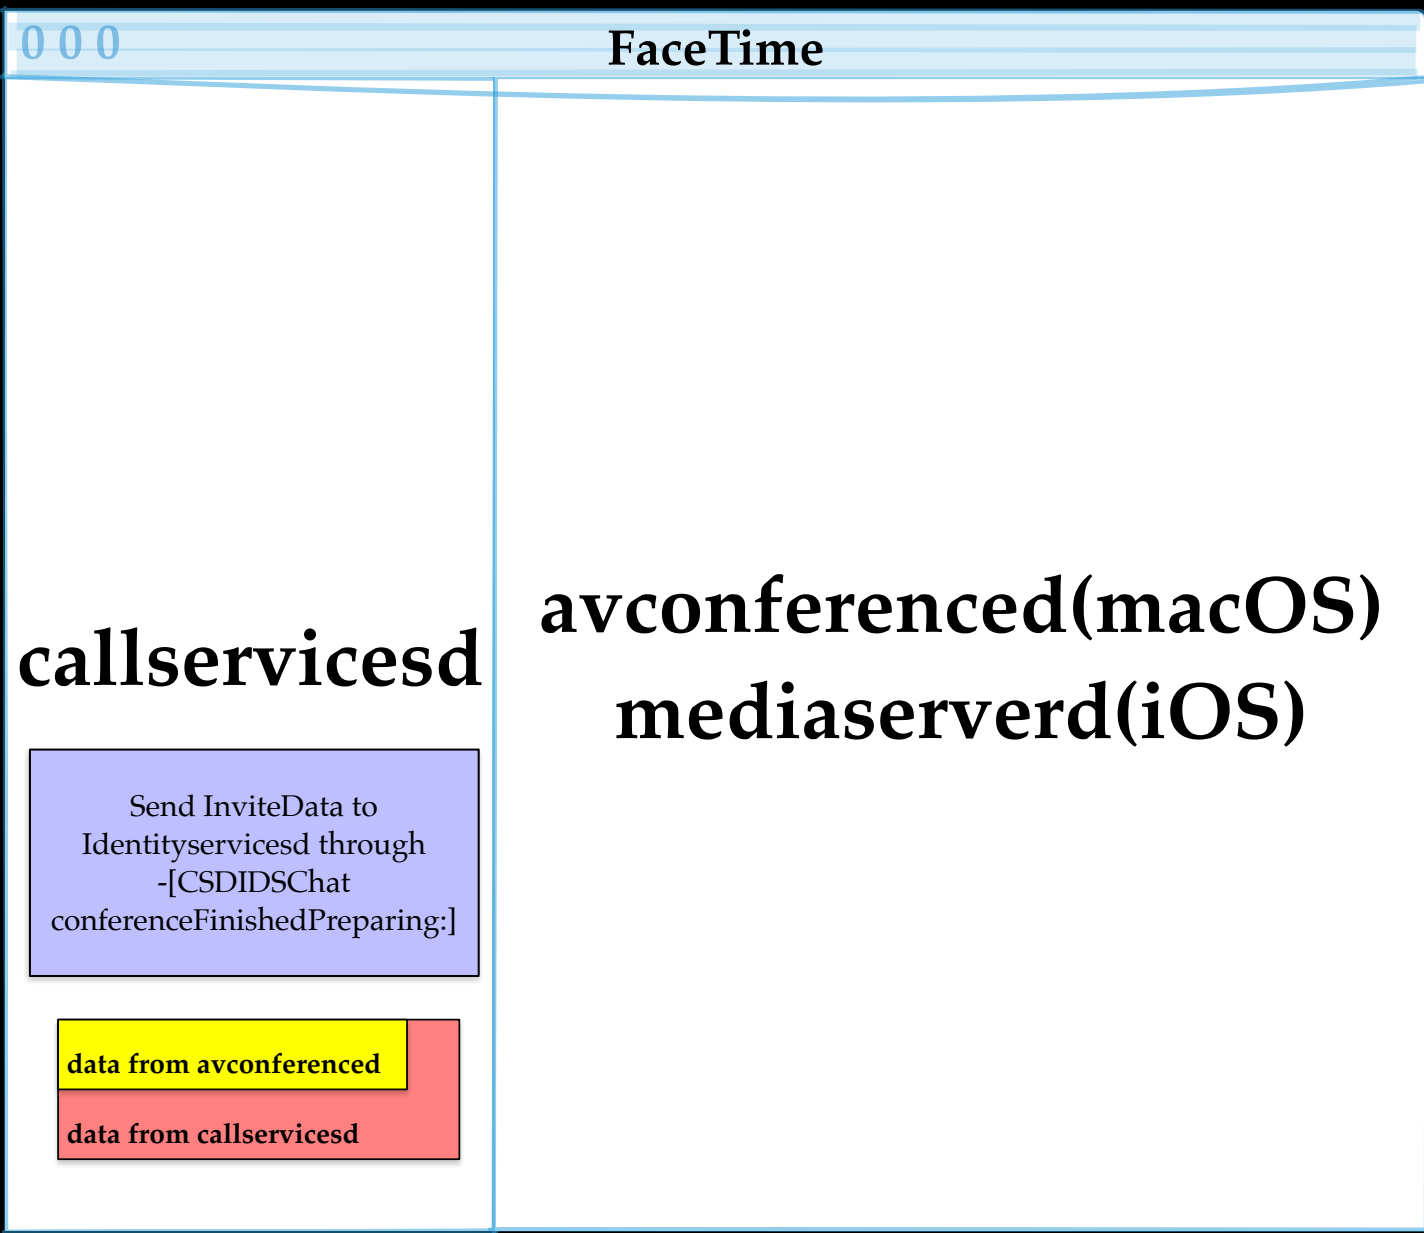 0 0 0
FaceTime
callservicesd
Send InviteData to
Identityservicesd through
-[CSDIDSChat
conferenceFinishedPreparing:]
data from avconferenced
data from callservicesd
avconferenced(macOS)
mediaserverd(iOS)